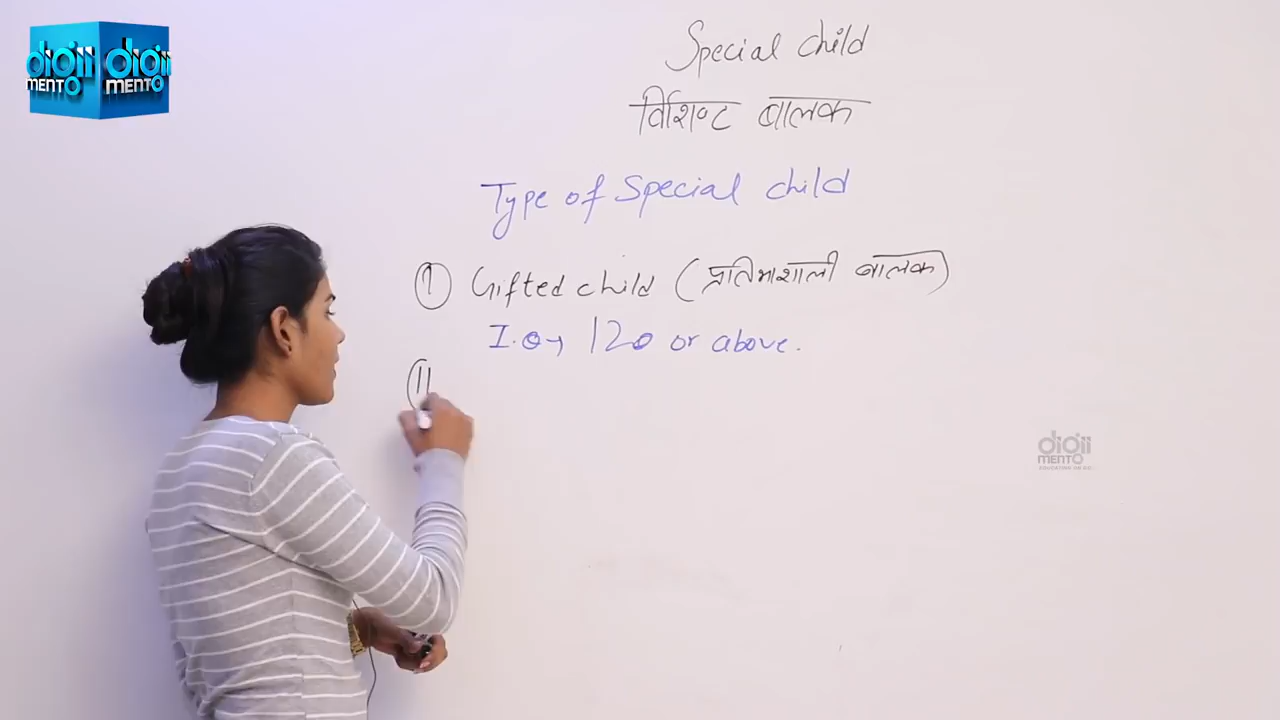 digii MENTO digii MENTO
Special child
विशिष्ट बालक
Type of Special child
① Gifted child (प्रतिभाशाली बालक)
I.Q → 120 or above.
11
digii
MENTO